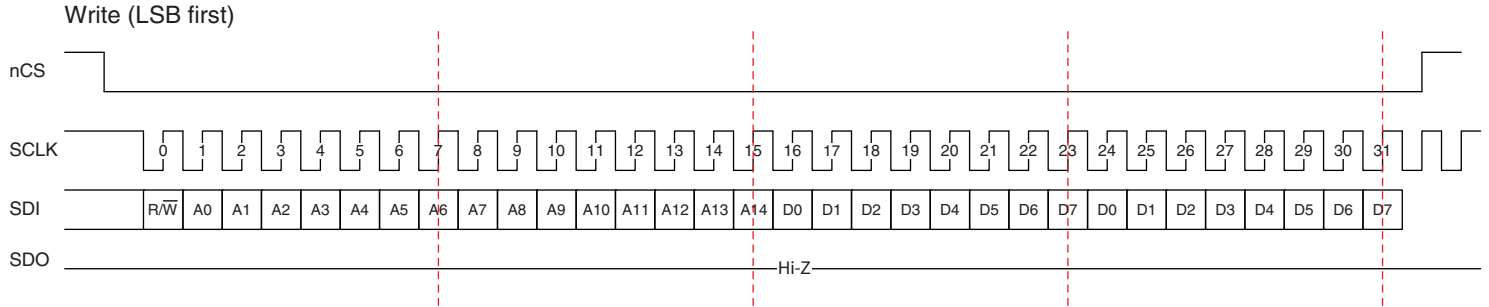 Write (LSB first)
nCS
SCLK 0 1 2 3 4 5 6 7 8 9 10 11 12 13 14 15 16 17 18 19 20 21 22 23 24 25 26 27 28 29 30 31
SDI R/W̅ A0 A1 A2 A3 A4 A5 A6 A7 A8 A9 A10 A11 A12 A13 A14 D0 D1 D2 D3 D4 D5 D6 D7 D0 D1 D2 D3 D4 D5 D6 D7
SDO Hi-Z